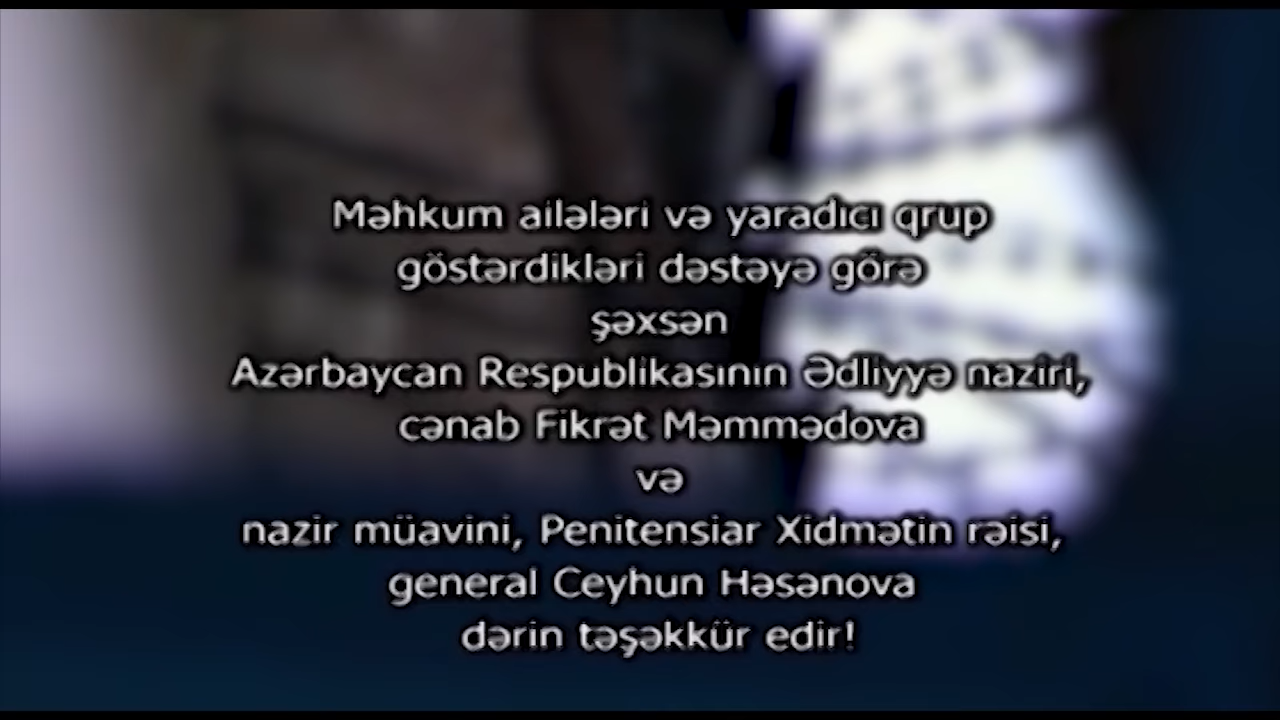 Məhkum ailələri və yaradıcı qrup
göstərdikləri dəstəyə görə
şəxsən
Azərbaycan Respublikasının Ədliyyə naziri,
cənab Fikrət Məmmədova
və
nazir müavini, Penitensiar Xidmətin rəisi,
general Ceyhun Həsənova
dərin təşəkkür edir!